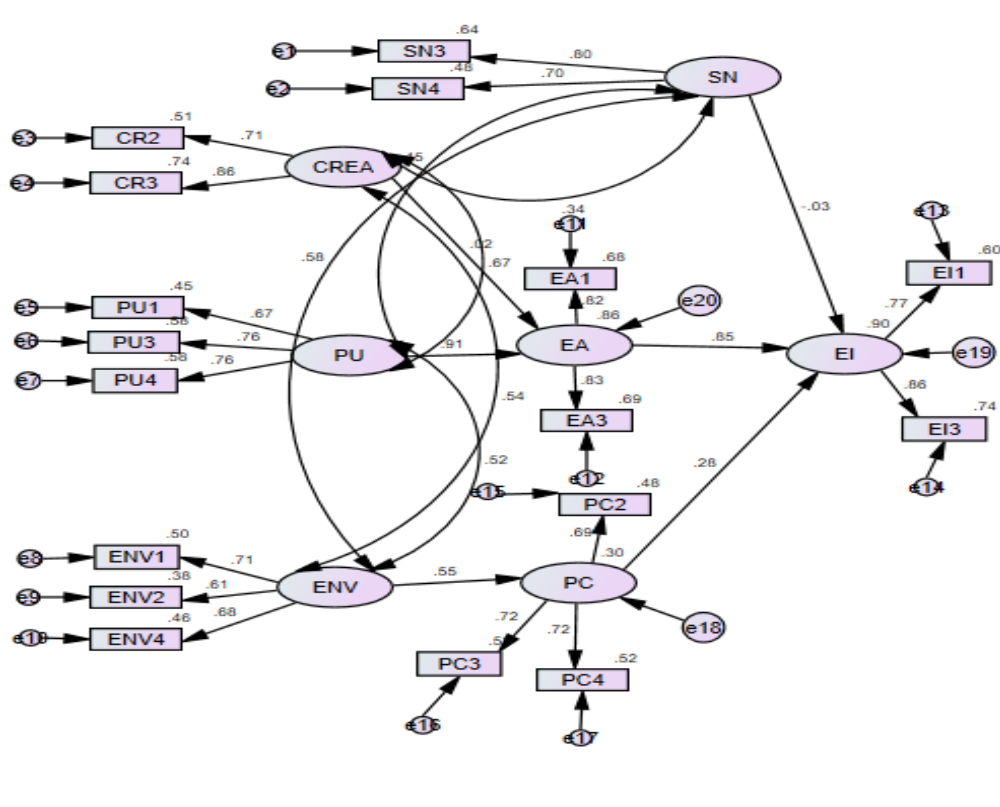 .64
e1 SN3 .80 SN
.48
e2 SN4 .70
.51
e3 CR2 .71
.45
CREA
.74
e4 CR3 .86
.34
e11
-.03
e13
.60
EI1
.58
.02
.67
.68
EA1
.82
e20
.77
.45
e5 PU1 .67
.86
.90
.58
e6 PU3 .76
PU .91 EA .85 EI e19
.58
e7 PU4 .76
.83
.86
.54
.69
EA3
.74
EI3
.52
.28
e12
e14
e15
.48
PC2
.50
e8 ENV1 .71
.69
.30
.38
e9 ENV2 .61
ENV .55 PC
.46
e10 ENV4 .68
.72
.72
e18
PC3
.52
PC4
e16
e17